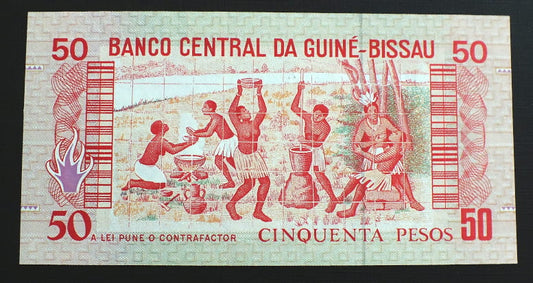 50 BANCO CENTRAL DA GUINÉ-BISSAU 50
50 A LEI PUNE O CONTRAFACTOR CINQUENTA PESOS 50